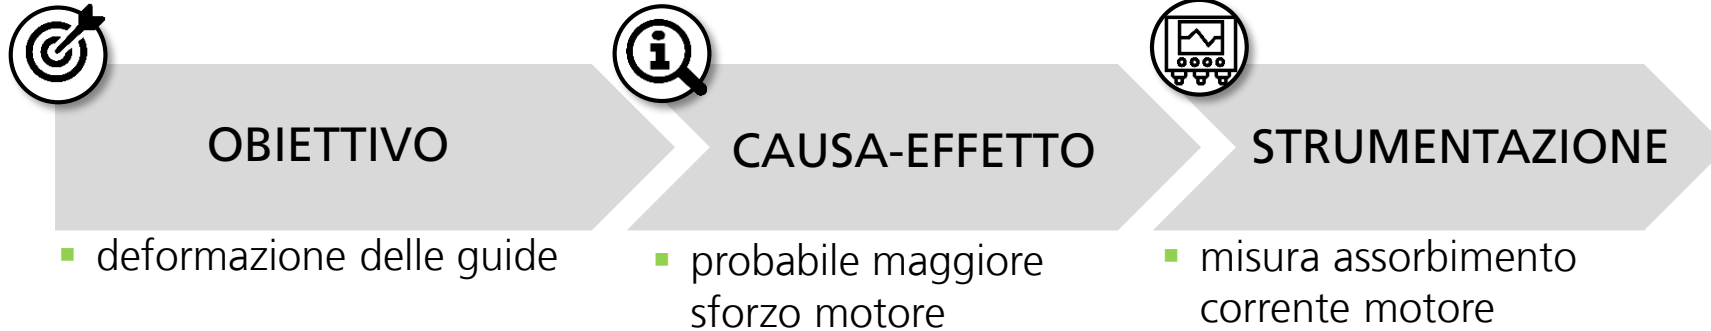 OBIETTIVO
CAUSA-EFFETTO
STRUMENTAZIONE
▪ deformazione delle guide
▪ probabile maggiore
sforzo motore
▪ misura assorbimento
corrente motore